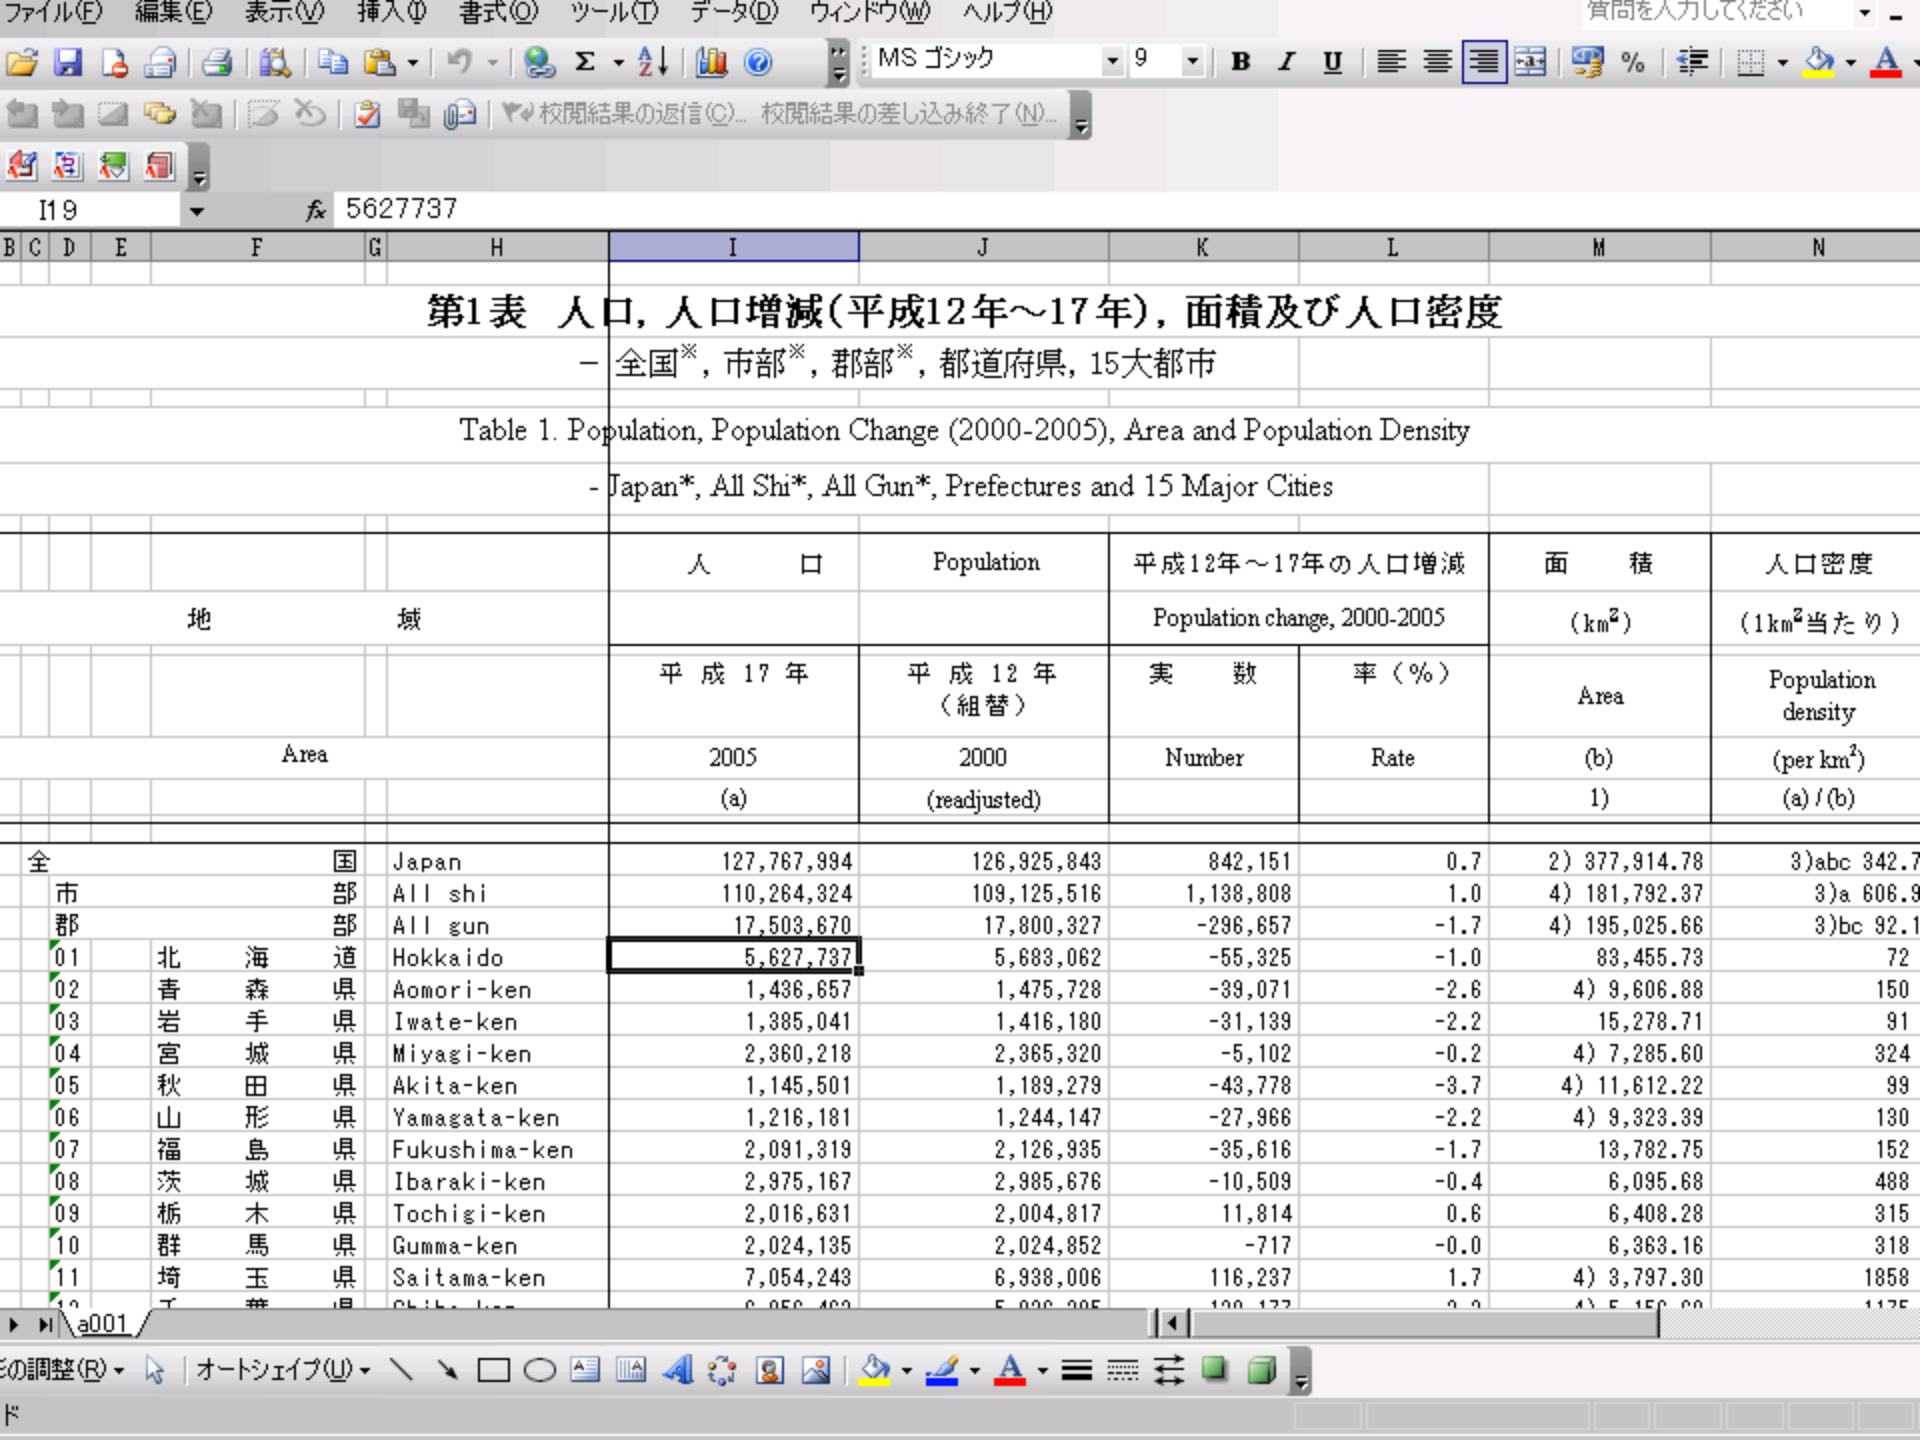 ファイル(F) 編集(E) 表示(V) 挿入(I) 書式(O) ツール(T) データ(D) ウィンドウ(W) ヘルプ(H) 質問を入力してください
MS ゴシック 9 B I U %
校閲結果の返信(C)... 校閲結果の差し込み終了(N)...
I19 fx 5627737
B C D E F G H I J K L M N
第1表 人口, 人口増減(平成12年～17年), 面積及び人口密度
－ 全国※, 市部※, 郡部※, 都道府県, 15大都市
Table 1. Population, Population Change (2000-2005), Area and Population Density
- Japan*, All Shi*, All Gun*, Prefectures and 15 Major Cities
人 口 Population 平成12年～17年の人口増減 面 積 人口密度
地 域 Population change, 2000-2005 (km²) (1km²当たり)
平 成 17 年 平 成 12 年 (組替) 実 数 率(%) Area Population density
Area 2005 2000 Number Rate (b) (per km²)
(a) (readjusted) 1) (a) / (b)
全 国 Japan 127,767,994 126,925,843 842,151 0.7 2) 377,914.78 3)abc 342.7
市 部 All shi 110,264,324 109,125,516 1,138,808 1.0 4) 181,792.37 3)a 606.9
郡 部 All gun 17,503,670 17,800,327 -296,657 -1.7 4) 195,025.66 3)bc 92.1
01 北 海 道 Hokkaido 5,627,737 5,683,062 -55,325 -1.0 83,455.73 72
02 青 森 県 Aomori-ken 1,436,657 1,475,728 -39,071 -2.6 4) 9,606.88 150
03 岩 手 県 Iwate-ken 1,385,041 1,416,180 -31,139 -2.2 15,278.71 91
04 宮 城 県 Miyagi-ken 2,360,218 2,365,320 -5,102 -0.2 4) 7,285.60 324
05 秋 田 県 Akita-ken 1,145,501 1,189,279 -43,778 -3.7 4) 11,612.22 99
06 山 形 県 Yamagata-ken 1,216,181 1,244,147 -27,966 -2.2 4) 9,323.39 130
07 福 島 県 Fukushima-ken 2,091,319 2,126,935 -35,616 -1.7 13,782.75 152
08 茨 城 県 Ibaraki-ken 2,975,167 2,985,676 -10,509 -0.4 6,095.68 488
09 栃 木 県 Tochigi-ken 2,016,631 2,004,817 11,814 0.6 6,408.28 315
10 群 馬 県 Gumma-ken 2,024,135 2,024,852 -717 -0.0 6,363.16 318
11 埼 玉 県 Saitama-ken 7,054,243 6,938,006 116,237 1.7 4) 3,797.30 1858
a001
の調整(R) オートシェイプ(U)
ド